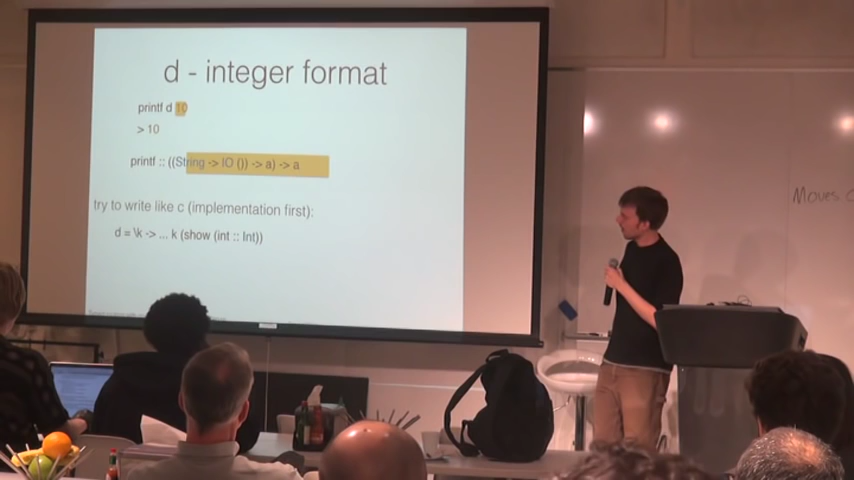 d - integer format
printf d 10
> 10
printf :: ((String -> IO ()) -> a) -> a
try to write like c (implementation first):
d = \k -> ... k (show (int :: Int))
Moves